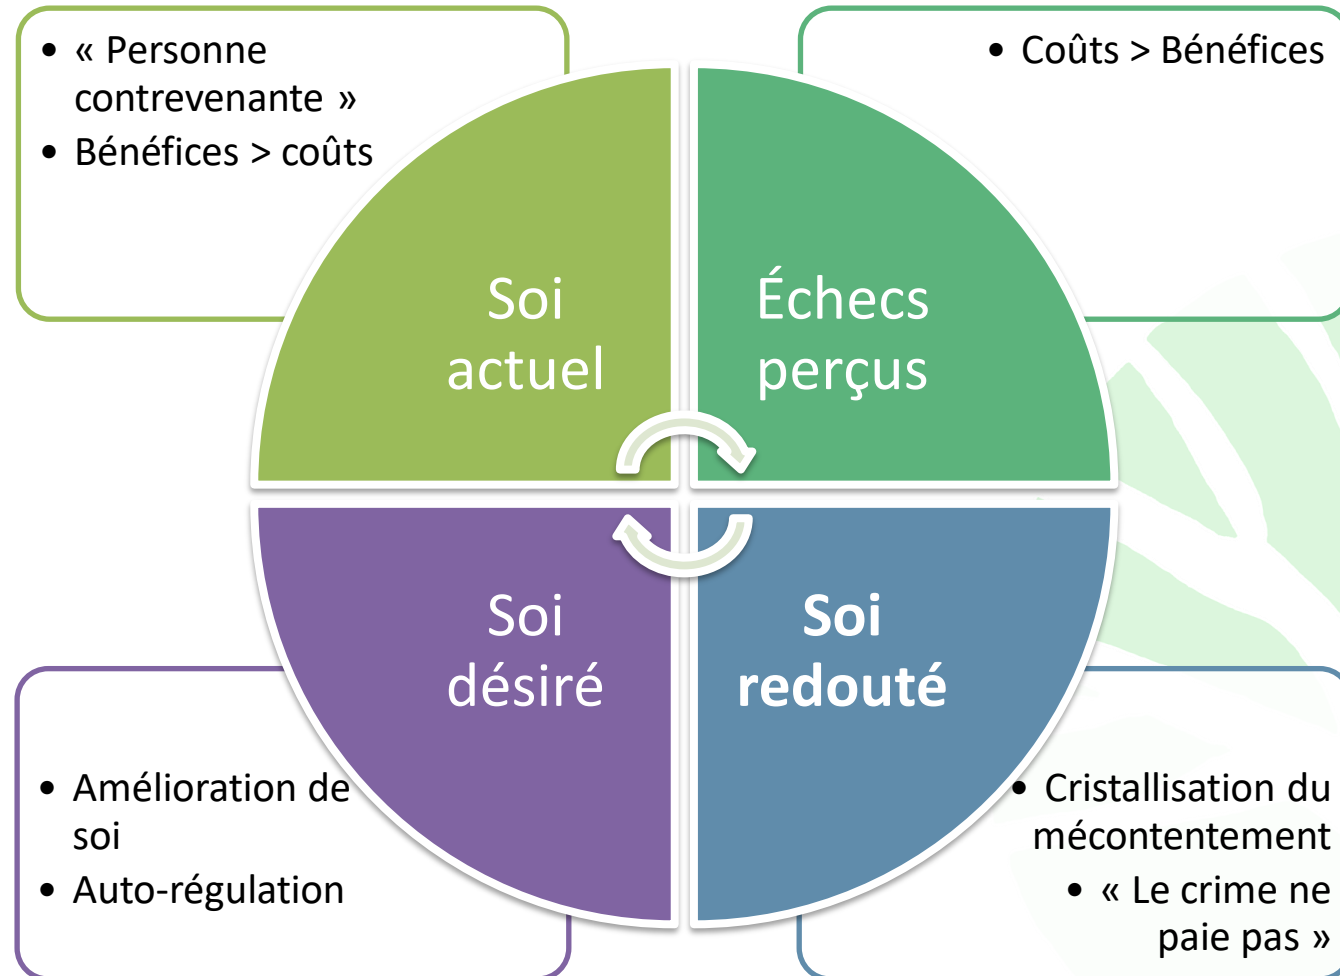 • « Personne
contrevenante »
• Bénéfices > coûts
• Coûts > Bénéfices
Soi
actuel
Échecs
perçus
Soi
désiré
Soi
redouté
• Amélioration de
soi
• Auto-régulation
• Cristallisation du
mécontentement
• « Le crime ne
paie pas »